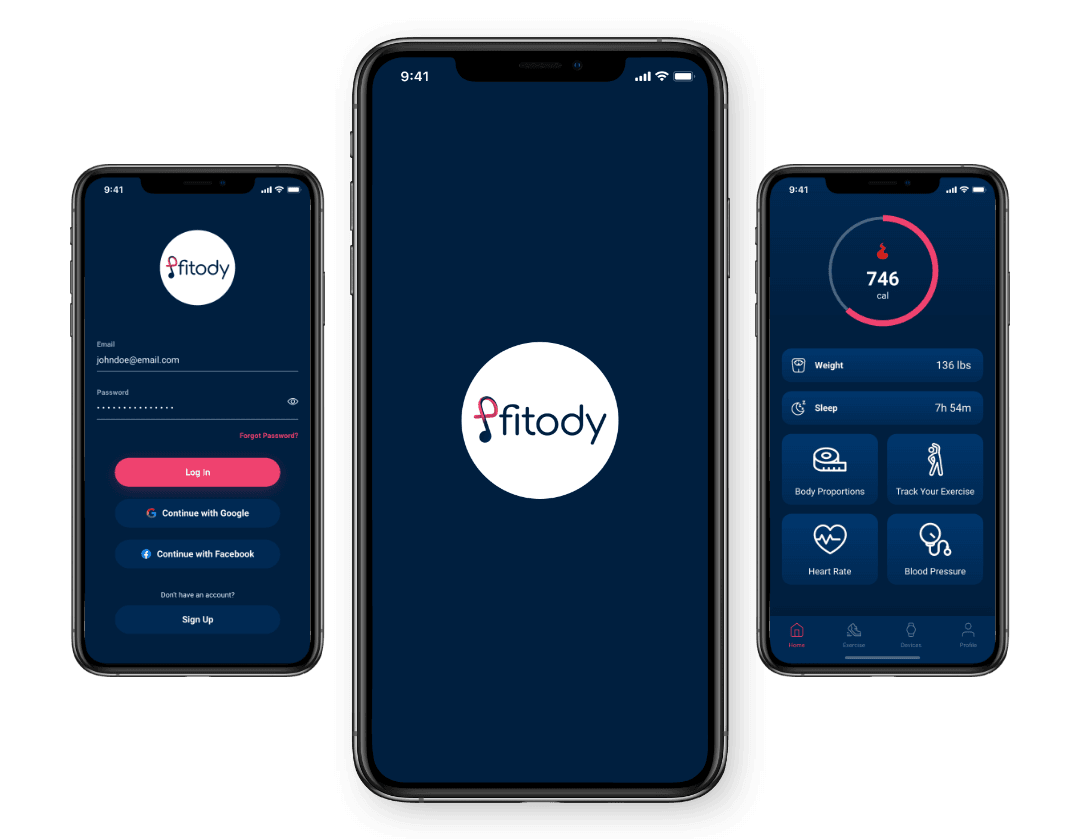 9:41
fitody
Email
johndoe@email.com
Password
Forgot Password?
Log In
Continue with Google
Continue with Facebook
Don't have an account?
Sign Up
9:41
fitody
9:41
746
cal
Weight 136 lbs
Sleep 7h 54m
Body Proportions Track Your Exercise
Heart Rate Blood Pressure
Home Exercise Devices Profile